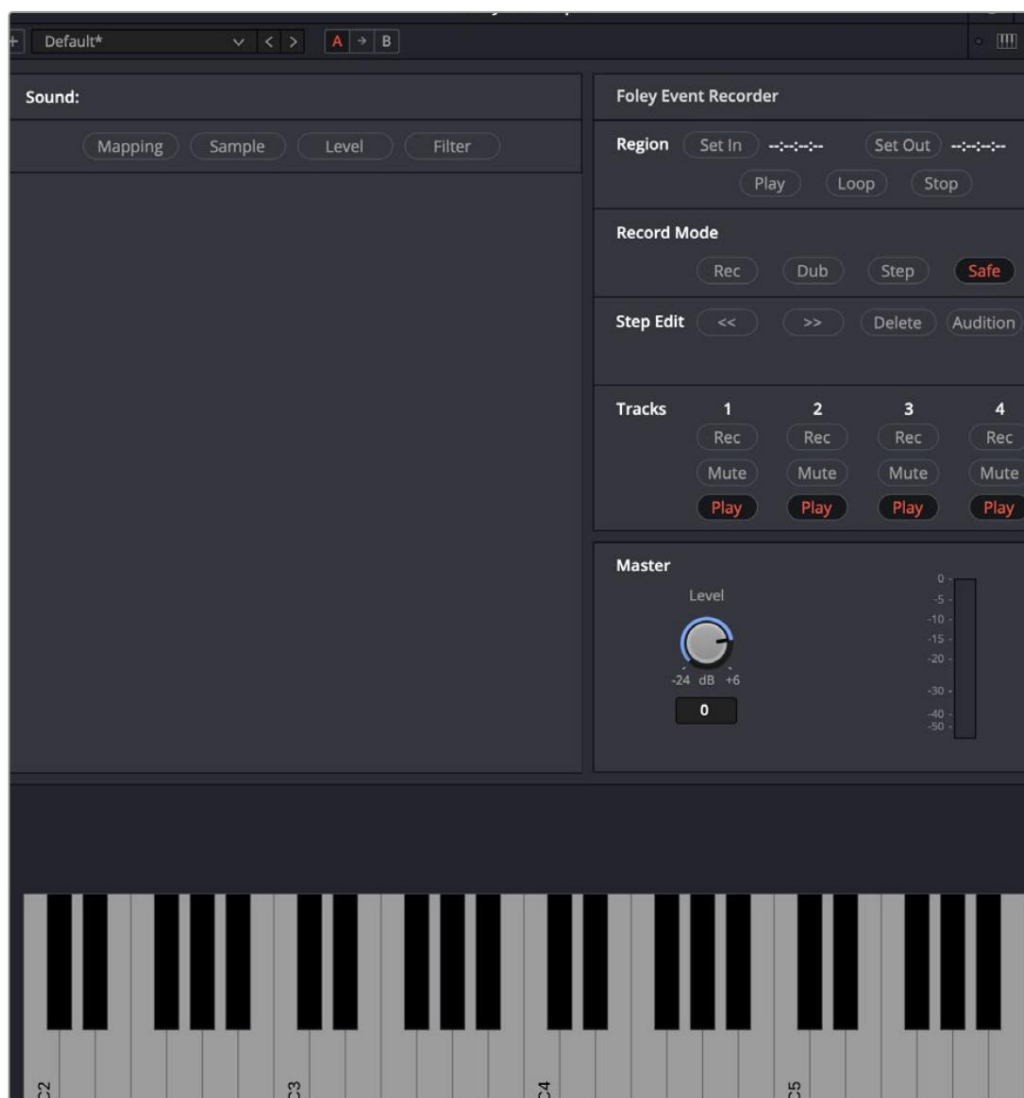 Default* < > A B
Sound:
Mapping Sample Level Filter
Foley Event Recorder
Region Set In --:--:--:-- Set Out --:--:--:--
Play Loop Stop
Record Mode
Rec Dub Step Safe
Step Edit << >> Delete Audition
Tracks 1 2 3 4
Rec Rec Rec Rec
Mute Mute Mute Mute
Play Play Play Play
Master
Level
-24 dB +6
0
0
-5
-10
-15
-20
-30
-40
-50
C2 C3 C4 C5